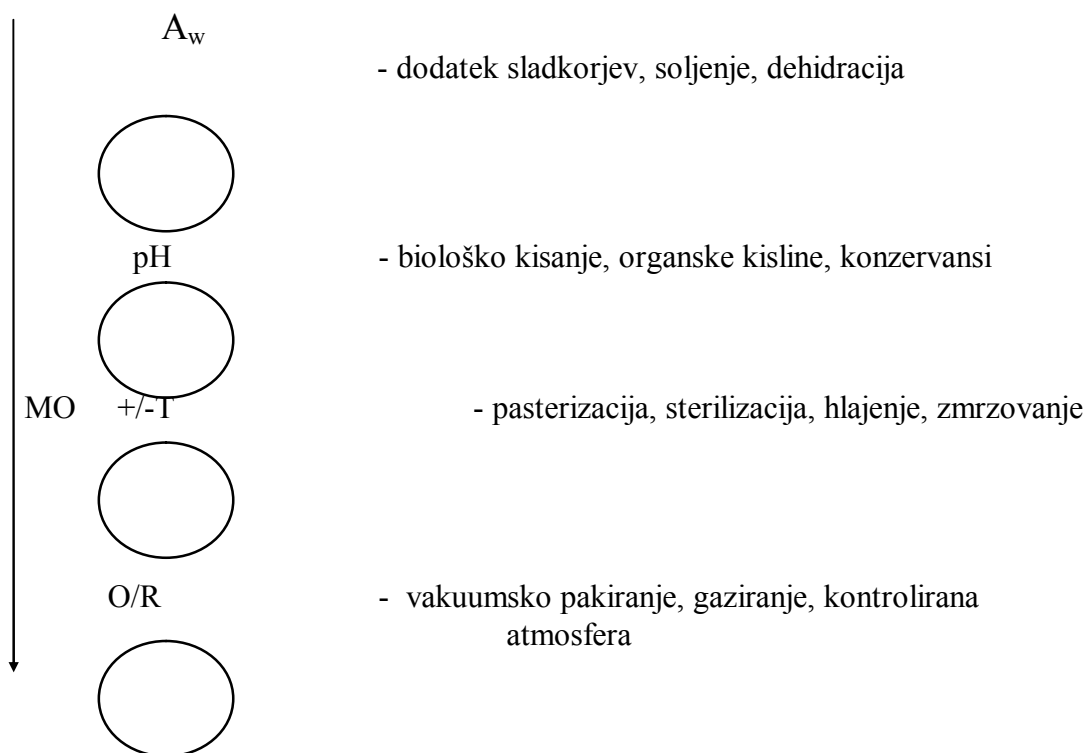 A_w
- dodatek sladkorjev, soljenje, dehidracija
pH - biološko kisanje, organske kisline, konzervansi
MO +/-T - pasterizacija, sterilizacija, hlajenje, zmrzovanje
O/R - vakuumsko pakiranje, gaziranje, kontrolirana
atmosfera